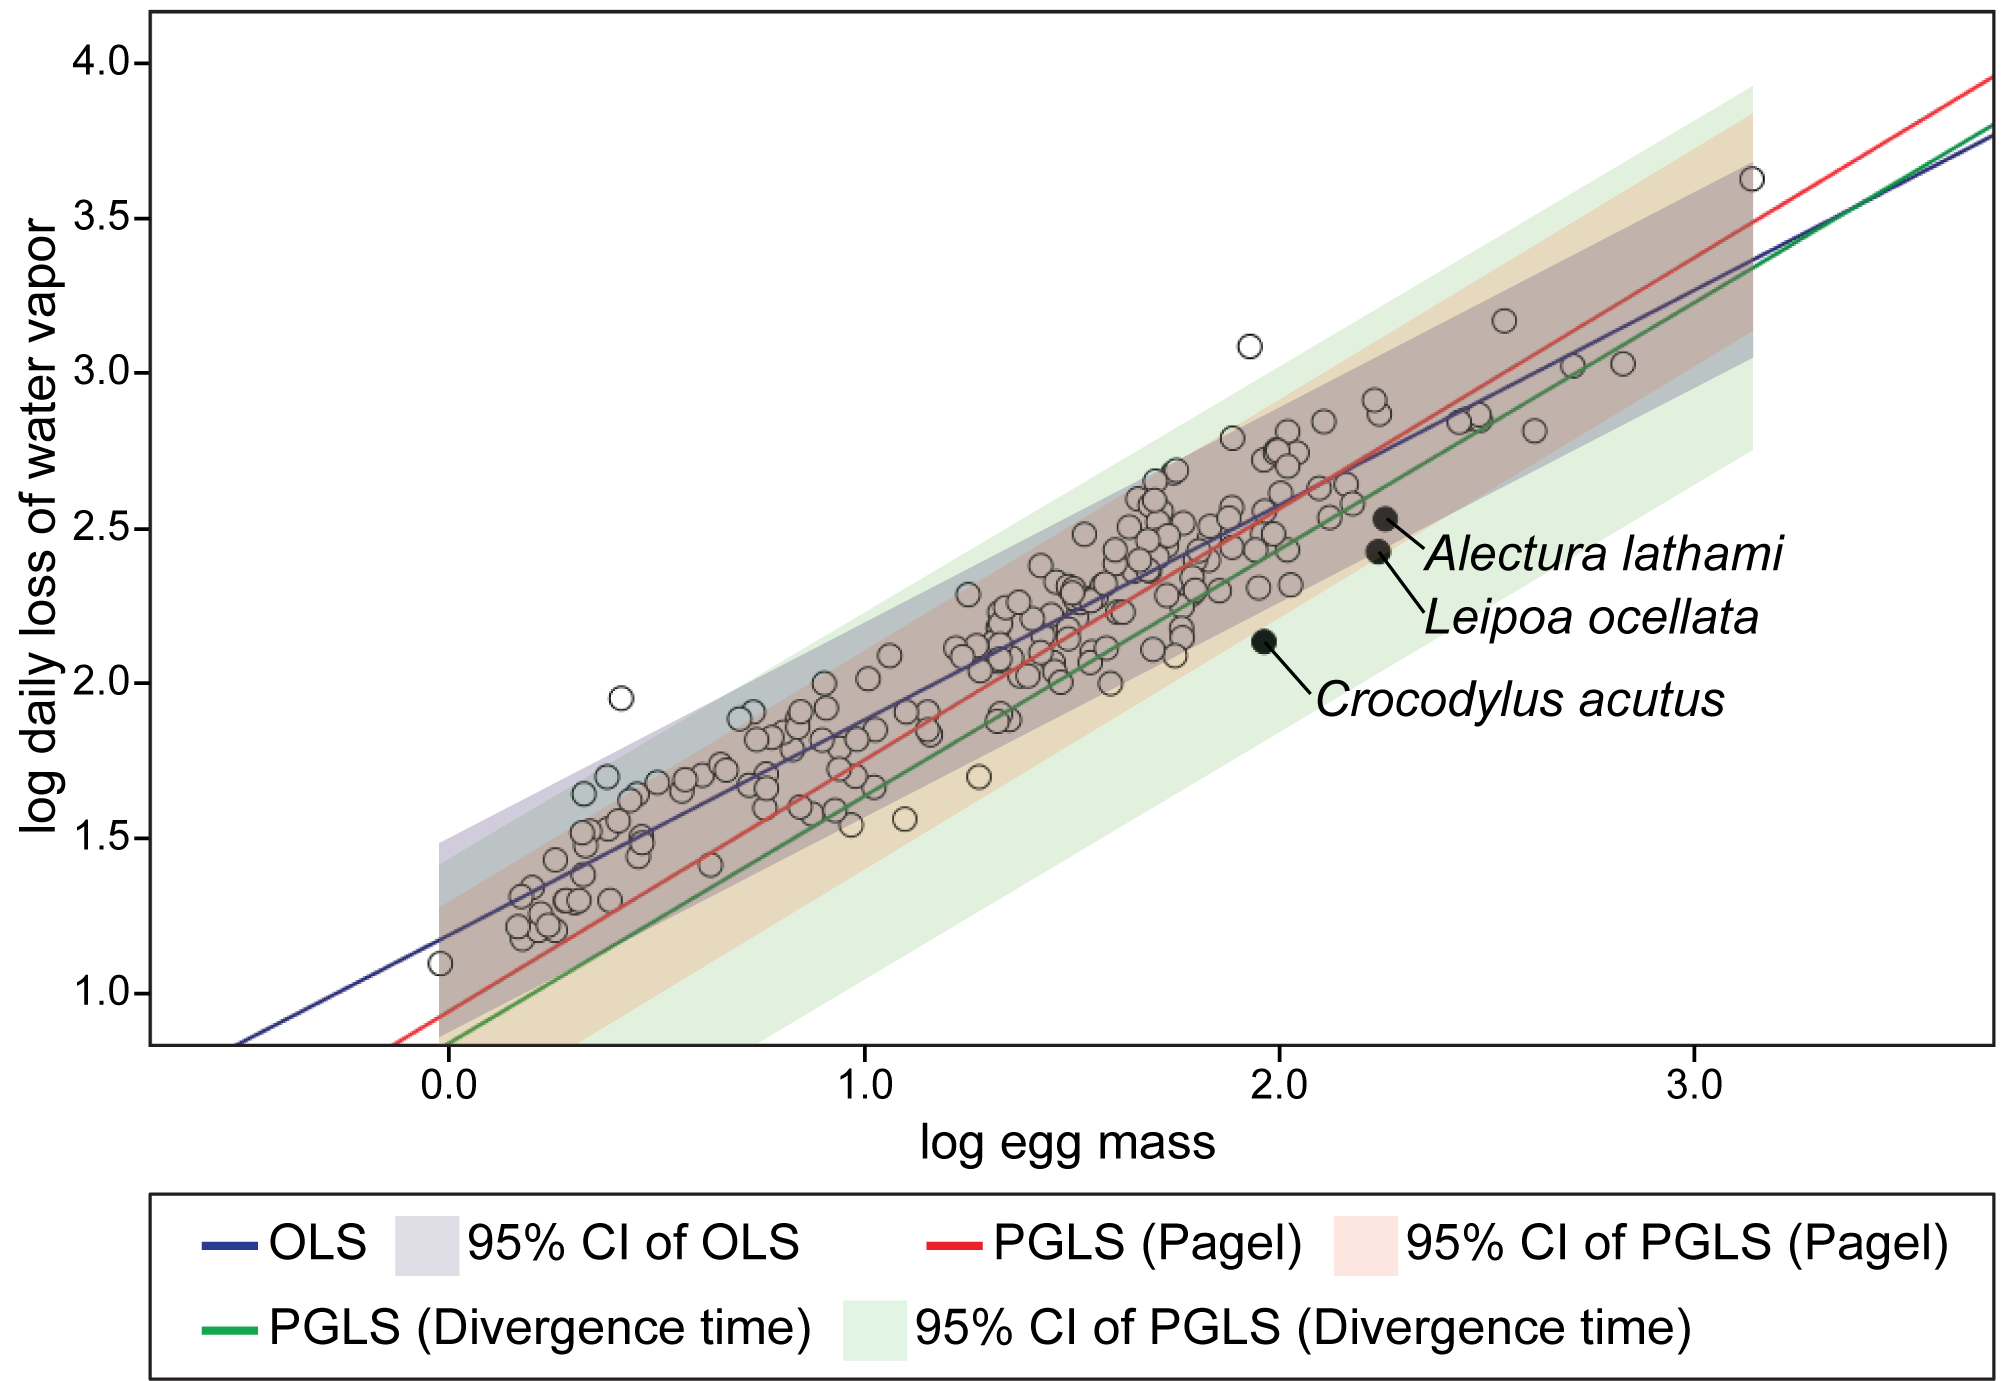 log daily loss of water vapor
4.0
3.5
3.0
2.5
2.0
1.5
1.0
Alectura lathami
Leipoa ocellata
Crocodylus acutus
0.0 1.0 2.0 3.0
log egg mass
OLS 95% CI of OLS PGLS (Pagel) 95% CI of PGLS (Pagel)
PGLS (Divergence time) 95% CI of PGLS (Divergence time)